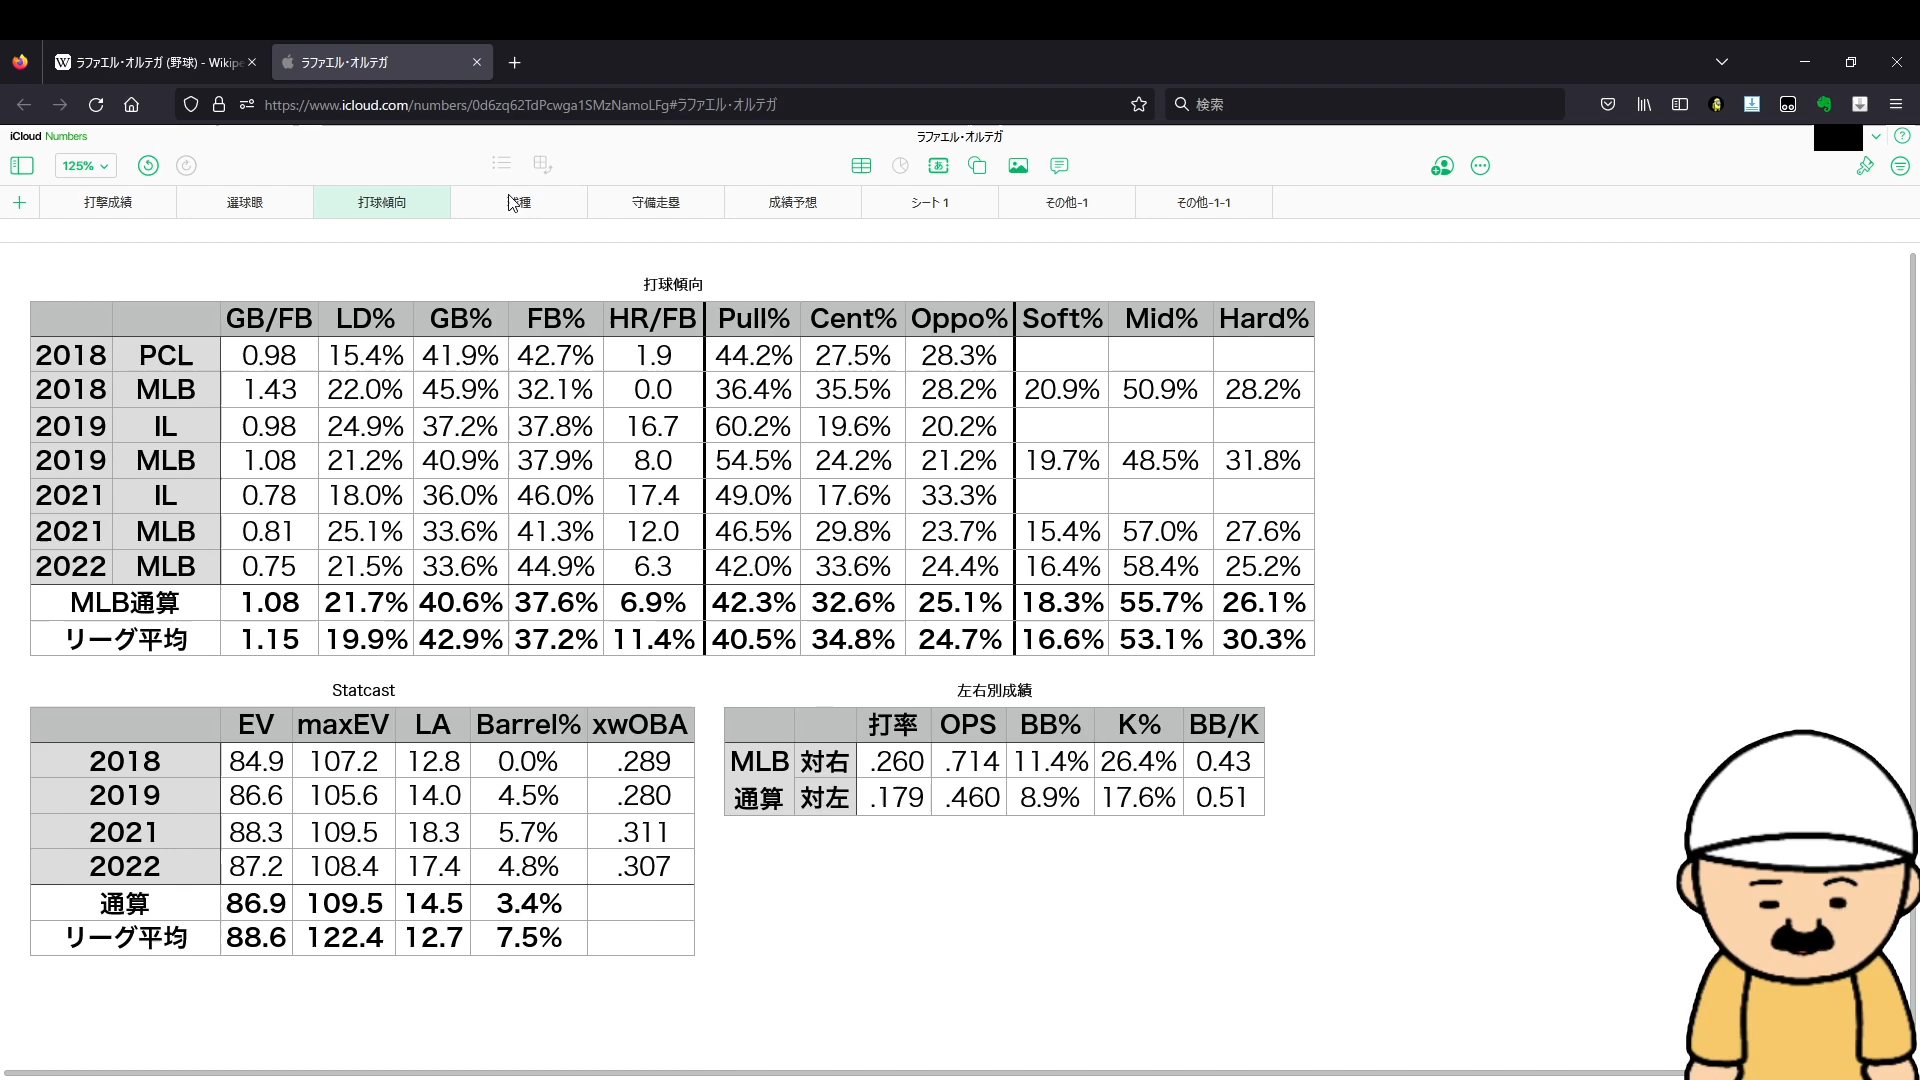 ラファエル・オルテガ (野球) - Wikipe
ラファエル・オルテガ
https://www.icloud.com/numbers/0d6zq62TdPcwga1SMzNamoLFg#ラファエル・オルテガ
検索
iCloud Numbers
ラファエル・オルテガ
125%
打撃成績 選球眼 打球傾向 種 守備走塁 成績予想 シート 1 その他-1 その他-1-1
打球傾向
GB/FB LD% GB% FB% HR/FB Pull% Cent% Oppo% Soft% Mid% Hard%
2018 PCL 0.98 15.4% 41.9% 42.7% 1.9 44.2% 27.5% 28.3%
2018 MLB 1.43 22.0% 45.9% 32.1% 0.0 36.4% 35.5% 28.2% 20.9% 50.9% 28.2%
2019 IL 0.98 24.9% 37.2% 37.8% 16.7 60.2% 19.6% 20.2%
2019 MLB 1.08 21.2% 40.9% 37.9% 8.0 54.5% 24.2% 21.2% 19.7% 48.5% 31.8%
2021 IL 0.78 18.0% 36.0% 46.0% 17.4 49.0% 17.6% 33.3%
2021 MLB 0.81 25.1% 33.6% 41.3% 12.0 46.5% 29.8% 23.7% 15.4% 57.0% 27.6%
2022 MLB 0.75 21.5% 33.6% 44.9% 6.3 42.0% 33.6% 24.4% 16.4% 58.4% 25.2%
MLB通算 1.08 21.7% 40.6% 37.6% 6.9% 42.3% 32.6% 25.1% 18.3% 55.7% 26.1%
リーグ平均 1.15 19.9% 42.9% 37.2% 11.4% 40.5% 34.8% 24.7% 16.6% 53.1% 30.3%
Statcast
EV maxEV LA Barrel% xwOBA
2018 84.9 107.2 12.8 0.0% .289
2019 86.6 105.6 14.0 4.5% .280
2021 88.3 109.5 18.3 5.7% .311
2022 87.2 108.4 17.4 4.8% .307
通算 86.9 109.5 14.5 3.4%
リーグ平均 88.6 122.4 12.7 7.5%
左右別成績
打率 OPS BB% K% BB/K
MLB 対右 .260 .714 11.4% 26.4% 0.43
通算 対左 .179 .460 8.9% 17.6% 0.51